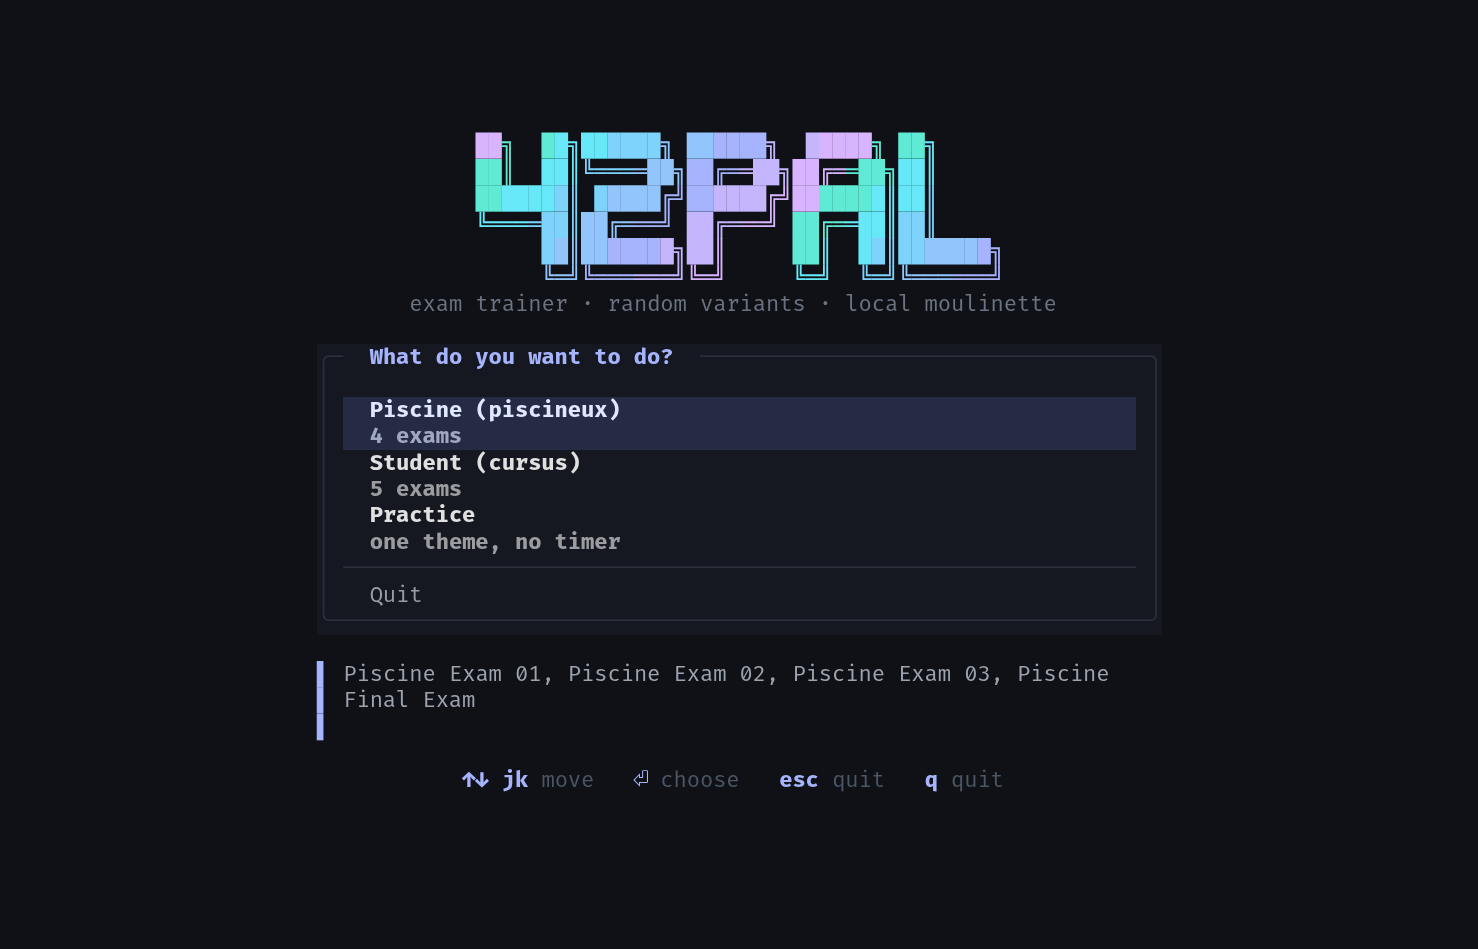 42PAL
exam trainer · random variants · local moulinette
What do you want to do?
Piscine (piscineux)
4 exams
Student (cursus)
5 exams
Practice
one theme, no timer
Quit
Piscine Exam 01, Piscine Exam 02, Piscine Exam 03, Piscine
Final Exam
↑↓ jk move ⏎ choose esc quit q quit